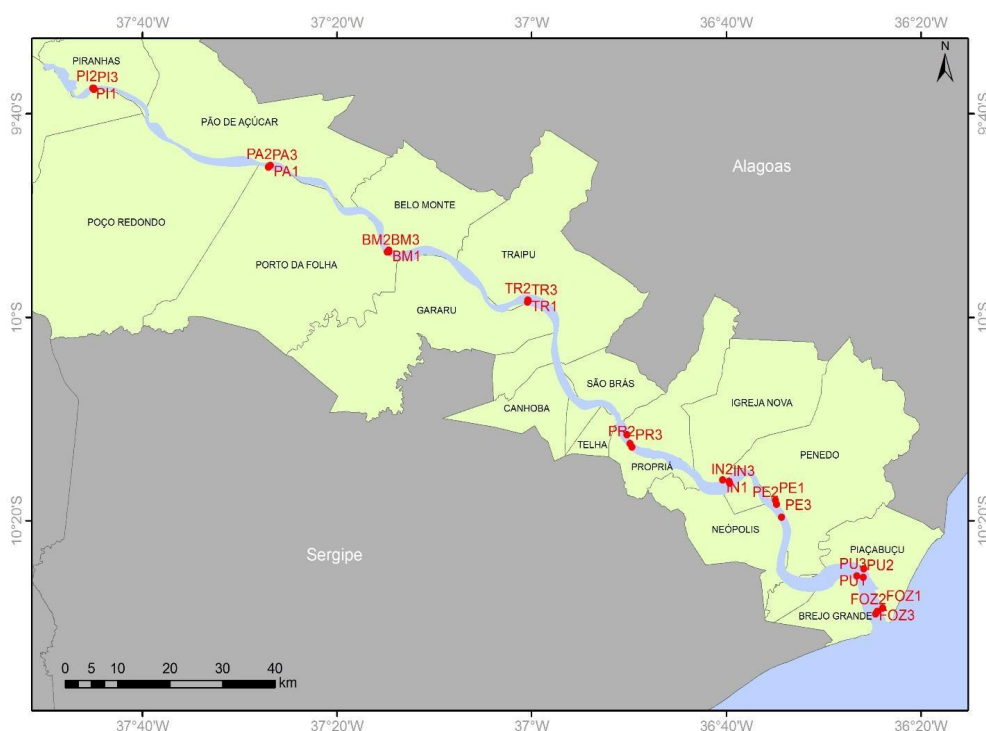 37°40'W 37°20'W 37°0'W 36°40'W 36°20'W
N
PIRANHAS
PI2PI3
PI1
9°40'S
9°40'S
PÃO DE AÇÚCAR
PA2PA3
PA1
Alagoas
BELO MONTE
POÇO REDONDO
BM2BM3
BM1
TRAIPU
PORTO DA FOLHA
TR2TR3
TR1
GARARU
10°S
10°S
SÃO BRÁS
CANHOBA
IGREJA NOVA
PR2PR3
TELHA
PROPRIÁ
PENEDO
IN2IN3
IN1
PE2PE1
PE3
10°20'S
10°20'S
NEÓPOLIS
Sergipe
PIAÇABUÇU
PU3PU2
PU1
FOZ2FOZ1
BREJO GRANDE
FOZ3
0 5 10 20 30 40
km
37°40'W 37°20'W 37°0'W 36°40'W 36°20'W